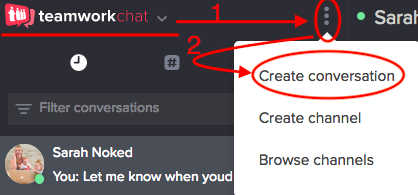 teamworkchat 1 Sara
2
#
Create conversation
Filter conversations
Create channel
Sarah Noked
Browse channels
You: Let me know when youd